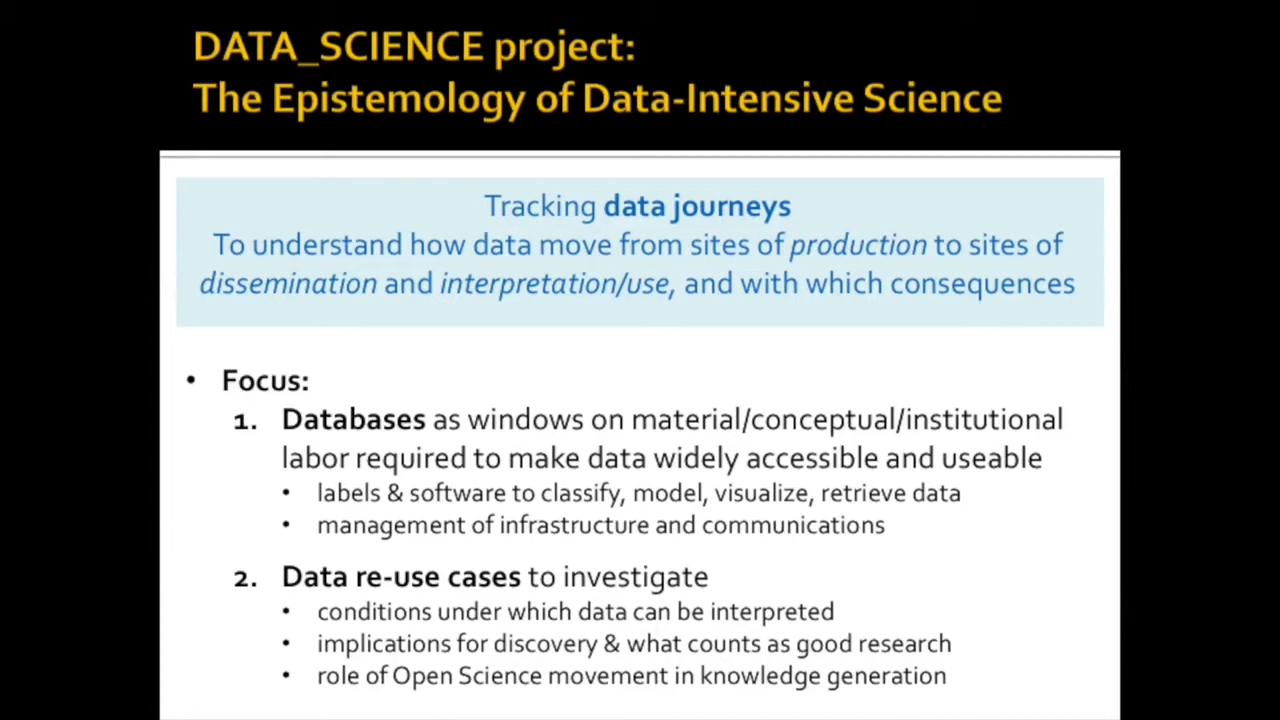 DATA_SCIENCE project:
The Epistemology of Data-Intensive Science
Tracking data journeys
To understand how data move from sites of production to sites of
dissemination and interpretation/use, and with which consequences
• Focus:
1. Databases as windows on material/conceptual/institutional
labor required to make data widely accessible and useable
• labels & software to classify, model, visualize, retrieve data
• management of infrastructure and communications
2. Data re-use cases to investigate
• conditions under which data can be interpreted
• implications for discovery & what counts as good research
• role of Open Science movement in knowledge generation